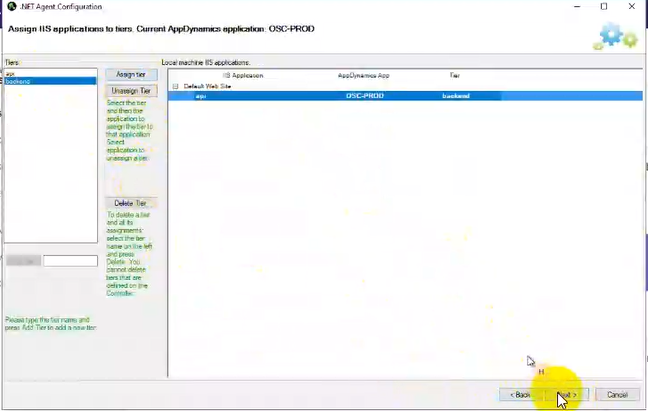 .NET Agent Configuration
Assign IIS applications to tiers. Current AppDynamics application: OSC-PROD
Tiers
Local machine IIS applications.
api
backend
Assign tier
Unassign Tier
Select the tier
and then the
application to
assign the tier to
that application.
Select
application to
unassign a tier.
Delete Tier
To delete a tier
and all its
assignments:
select the tier
name on the left
and press
Delete. You
cannot delete
tiers that are
defined on the
Controller.
Please type the tier name and
press Add Tier to add a new tier
IIS Application
AppDynamics App
Tier
Default Web Site
api
OSC-PROD
backend
H
< Back
Next >
Cancel